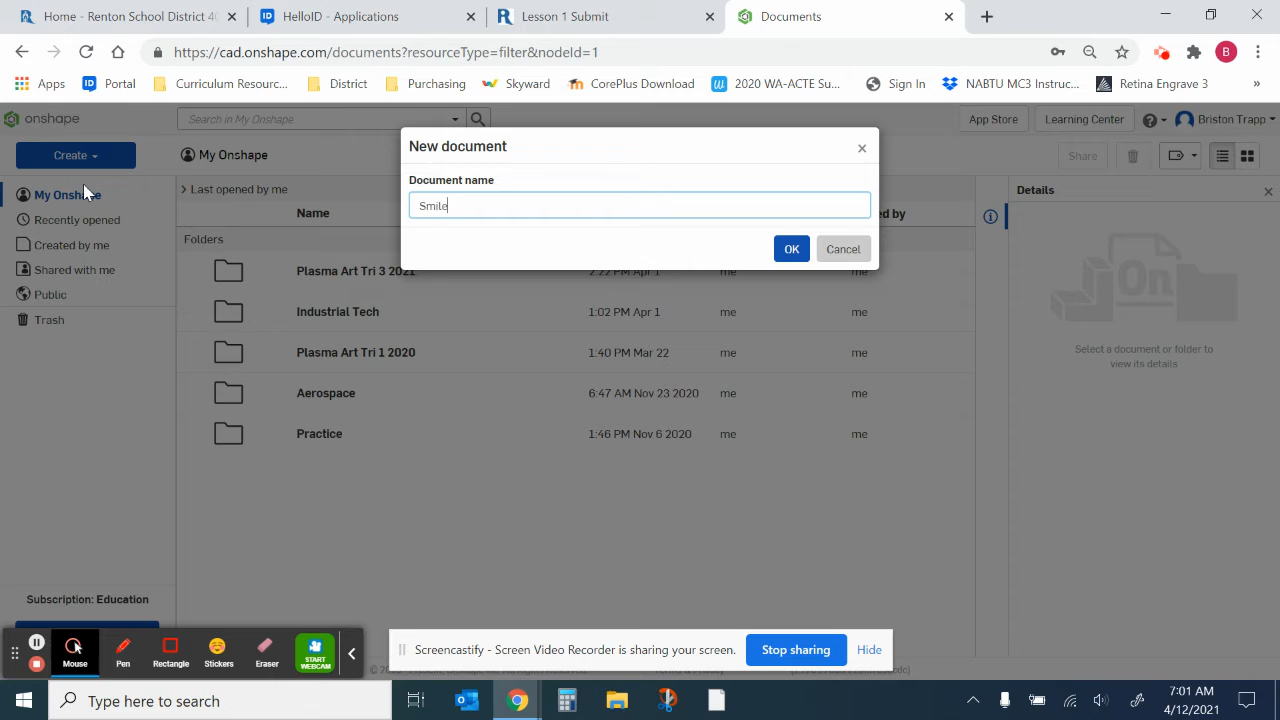 Home - Renton School District 40
HelloID - Applications
Lesson 1 Submit
Documents
https://cad.onshape.com/documents?resourceType=filter&nodeId=1
B
Apps
Portal
Curriculum Resourc...
District
Purchasing
Skyward
CorePlus Download
2020 WA-ACTE Su...
Sign In
NABTU MC3 Instruc...
Retina Engrave 3
»
onshape
Search in My Onshape
App Store
Learning Center
Briston Trapp
Create
My Onshape
Share
New document
Document name
Smile
OK
Cancel
My Onshape
Recently opened
Created by me
Shared with me
Public
Trash
Last opened by me
Name
ed by
Folders
Plasma Art Tri 3 2021
2:22 PM Apr 1
me
me
Industrial Tech
1:02 PM Apr 1
me
me
Plasma Art Tri 1 2020
1:40 PM Mar 22
me
me
Aerospace
6:47 AM Nov 23 2020
me
me
Practice
1:46 PM Nov 6 2020
me
me
Details
On
Select a document or folder to
view its details
Subscription: Education
Mouse
Pen
Rectangle
Stickers
Eraser
START
WEBCAM
Screencastify - Screen Video Recorder is sharing your screen.
Stop sharing
Hide
Type here to search
7:01 AM
4/12/2021